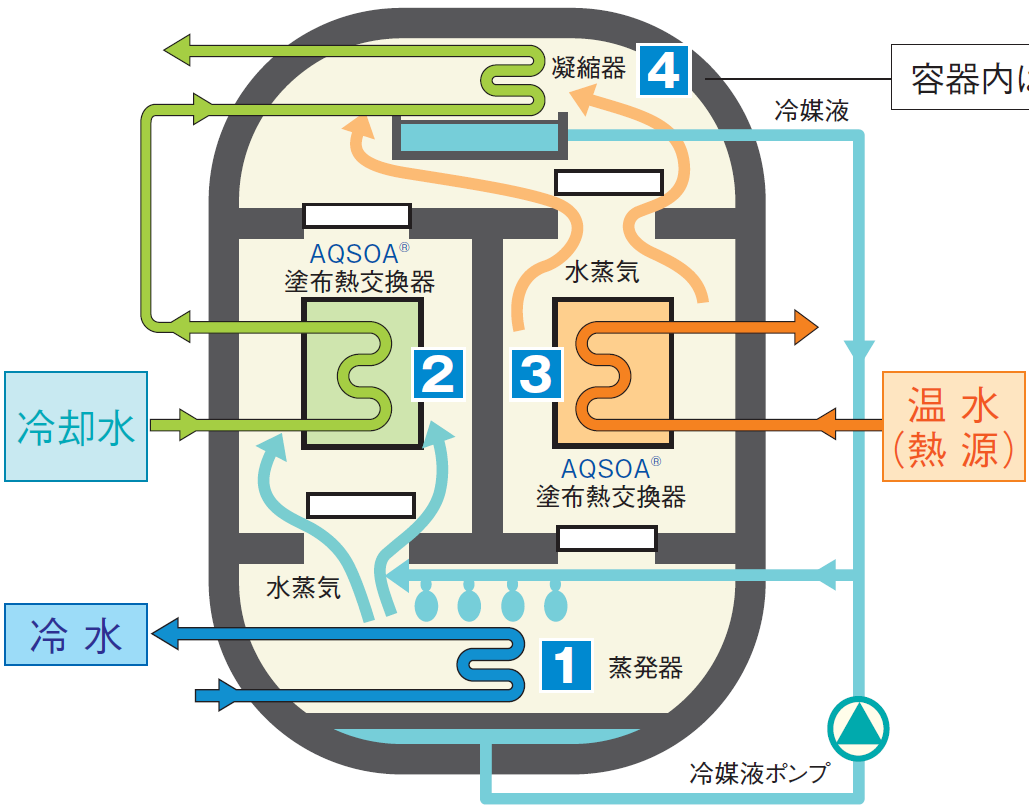 凝縮器
4
容器内
冷媒液
AQSOA®
塗布熱交換器
水蒸気
2
3
冷却水
温水
(熱源)
AQSOA®
塗布熱交換器
水蒸気
冷水
1
蒸発器
冷媒液ポンプ